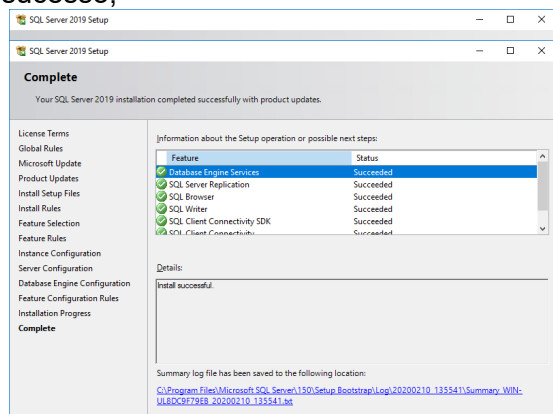 sucesso;
SQL Server 2019 Setup
SQL Server 2019 Setup
Complete
Your SQL Server 2019 installation completed successfully with product updates.
License Terms
Global Rules
Microsoft Update
Product Updates
Install Setup Files
Install Rules
Feature Selection
Feature Rules
Instance Configuration
Server Configuration
Database Engine Configuration
Feature Configuration Rules
Installation Progress
Complete
Information about the Setup operation or possible next steps:
Feature Status
Database Engine Services Succeeded
SQL Server Replication Succeeded
SQL Browser Succeeded
SQL Writer Succeeded
SQL Client Connectivity SDK Succeeded
SQL Client Connectivity Succeeded
Details:
Install successful.
Summary log file has been saved to the following location:
C:\Program Files\Microsoft SQL Server\150\Setup Bootstrap\Log\20200210_135541\Summary_WIN-
UL8DC9F79EB_20200210_135541.txt